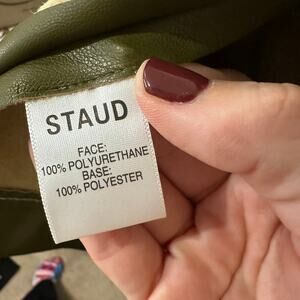 STAUD
FACE:
100% POLYURETHANE
BASE:
100% POLYESTER